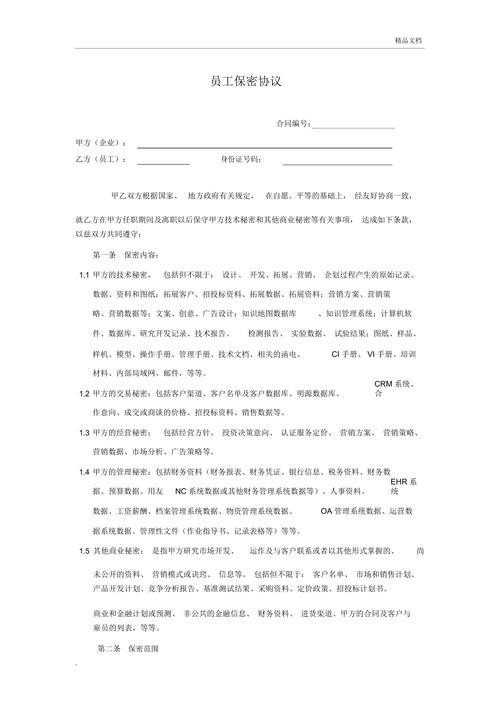 精品文档
员工保密协议
合同编号：
甲方（企业）：
乙方（员工）： 身份证号码：
甲乙双方根据国家、 地方政府有关规定， 在自愿、平等的基础上， 经友好协商一致，
就乙方在甲方任职期间及离职以后保守甲方技术秘密和其他商业秘密等有关事项， 达成如下条款，
以兹双方共同遵守：
第一条 保密内容：
1.1 甲方的技术秘密， 包括但不限于： 设计、 开发、拓展、营销、 企划过程产生的原始记录、
数据、资料和图纸；拓展客户、招投标资料、拓展数据、拓展资料；营销方案、营销策
略、营销数据等；文案、创意、广告设计；知识地图数据库 、知识管理系统；计算机软
件、数据库、研究开发记录、技术报告、 检测报告、 实验数据、 试验结果；图纸、样品、
样机、模型、操作手册、管理手册、技术文档、相关的函电、 CI 手册、 VI 手册、培训
材料、内部局域网、邮件，等等。
1.2 甲方的交易秘密；包括客户渠道、客户名单及客户数据库、明源数据库、 CRM 系统、合
作意向、成交或商谈的价格、招投标资料、销售数据等。
1.3 甲方的经营秘密： 包括经营方针、 投资决策意向、 认证服务定价、 营销方案、 营销策略、
营销数据、市场分析、广告策略等。
1.4 甲方的管理秘密：包括财务资料（财务报表、财务凭证、银行信息、税务资料、财务数
据、预算数据、用友 NC 系统数据或其他财务管理系统数据等）、人事资料、 EHR 系统
数据、工资薪酬、档案管理系统数据、物资管理系统数据、 OA 管理系统数据、运营数
据系统数据、管理性文件（作业指导书、记录表格等）等等。
1.5 其他商业秘密： 是指甲方研究市场开发、 运作及与客户联系或者以其他形式掌握的、 尚
未公开的资料、 营销模式或诀窍、 信息等。 包括但不限于： 客户名单、 市场和销售计划、
产品开发计划、竞争分析报告、基准测试结果、采购资料、定价政策、招投标计划书、
商业和金融计划或预测、 非公共的金融信息、 财务资料、 进货渠道、甲方的合同及客户与
雇员的列表，等等。
第二条 保密范围